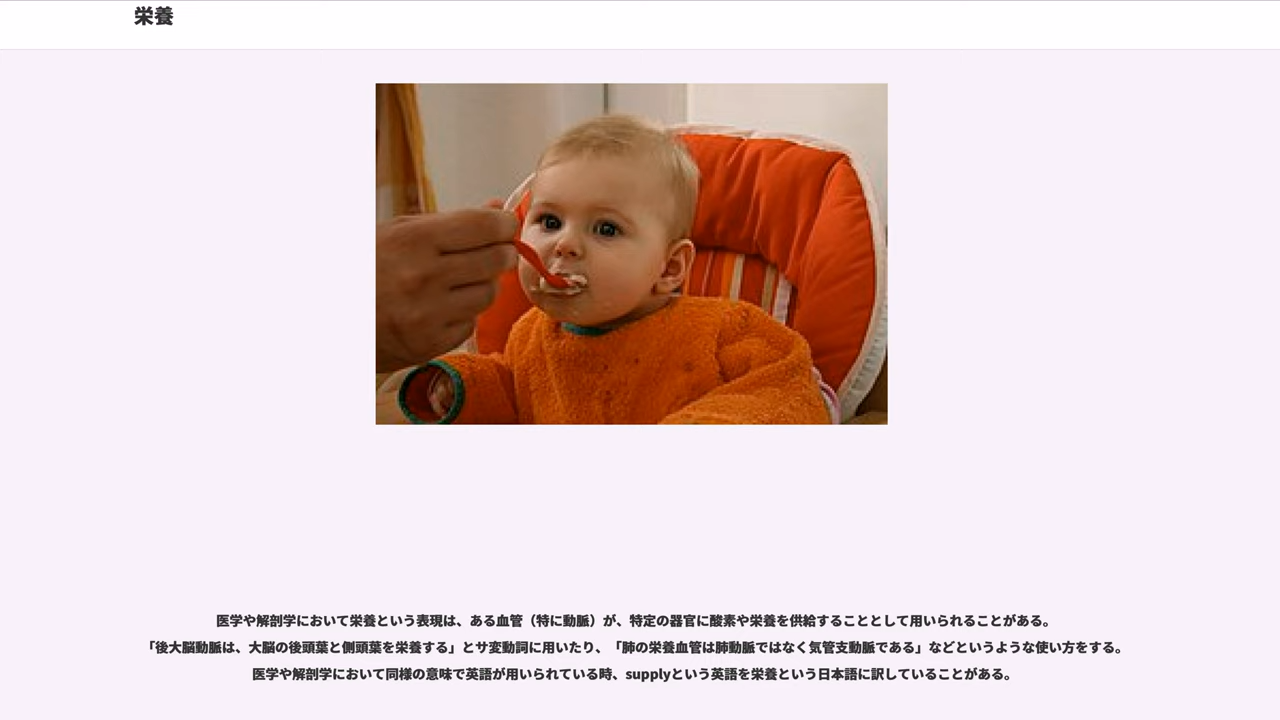 栄養
医学や解剖学において栄養という表現は、ある血管（特に動脈）が、特定の器官に酸素や栄養を供給することとして用いられることがある。
「後大脳動脈は、大脳の後頭葉と側頭葉を栄養する」とサ変動詞に用いたり、「肺の栄養血管は肺動脈ではなく気管支動脈である」などというような使い方をする。
医学や解剖学において同様の意味で英語が用いられている時、supplyという英語を栄養という日本語に訳していることがある。